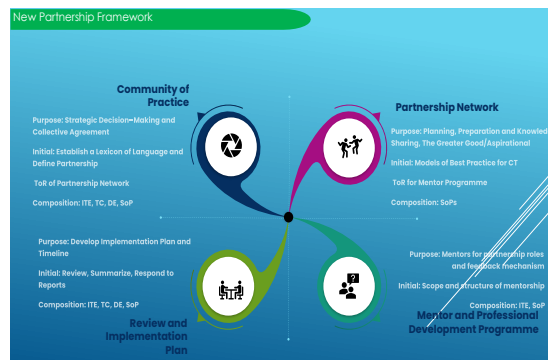 New Partnership Framework
Community of
Practice
Purpose: Strategic Decision-Making and
Collective Agreement
Initial: Establish a Lexicon of Language and
Define Partnership
ToR of Partnership Network
Composition: ITE, TC, DE, SoP
Partnership Network
Purpose: Planning, Preparation and Knowled
Sharing, The Greater Good/Aspirational
Initial: Models of Best Practice for CT
ToR for Mentor Programme
Composition: SoPs
Purpose: Develop Implementation Plan and
Timeline
Initial: Review, Summarize, Respond to
Reports
Composition: ITE, TC, DE, SoP
Review and
Implementation
Plan
Purpose: Mentors for partnership roles
and feedback mechanism
Initial: Scope and structure of mentorship
Composition: ITE, SoP
Mentor and Professional
Development Programme
?